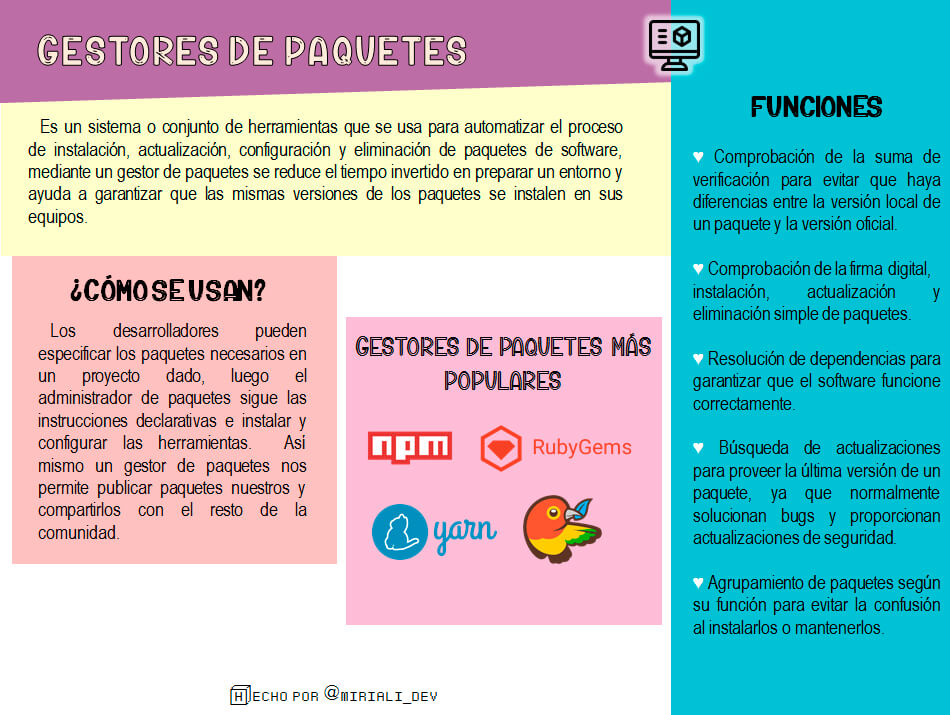 GESTORES DE PAQUETES
Es un sistema o conjunto de herramientas que se usa para automatizar el proceso
de instalación, actualización, configuración y eliminación de paquetes de software,
mediante un gestor de paquetes se reduce el tiempo invertido en preparar un entorno y
ayuda a garantizar que las mismas versiones de los paquetes se instalen en sus
equipos.
¿CÓMO SE USAN?
Los desarrolladores pueden
especificar los paquetes necesarios en
un proyecto dado, luego el
administrador de paquetes sigue las
instrucciones declarativas e instalar y
configurar las herramientas. Así
mismo un gestor de paquetes nos
permite publicar paquetes nuestros y
compartirlos con el resto de la
comunidad.
GESTORES DE PAQUETES MÁS
POPULARES
npm
RubyGems
yarn
FUNCIONES
♥ Comprobación de la suma de
verificación para evitar que haya
diferencias entre la versión local de
un paquete y la versión oficial.
♥ Comprobación de la firma digital,
instalación, actualización y
eliminación simple de paquetes.
♥ Resolución de dependencias para
garantizar que el software funcione
correctamente.
♥ Búsqueda de actualizaciones
para proveer la última versión de un
paquete, ya que normalmente
solucionan bugs y proporcionan
actualizaciones de seguridad.
♥ Agrupamiento de paquetes según
su función para evitar la confusión
al instalarlos o mantenerlos.
HECHO POR @MIRIALI_DEV